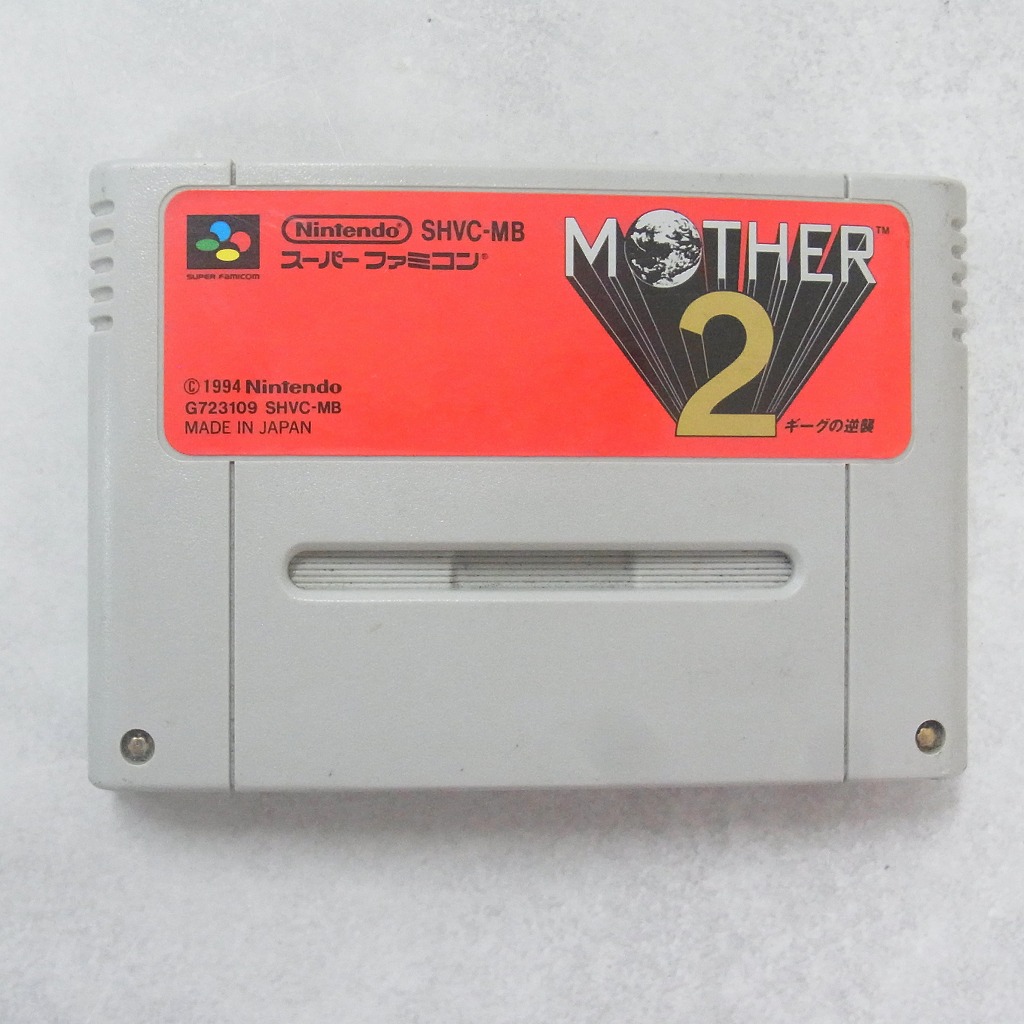 SUPER FAMICOM
Nintendo® SHVC-MB
スーパーファミコン®
MOTHER™
2
ギーグの逆襲
© 1994 Nintendo
G723109 SHVC-MB
MADE IN JAPAN